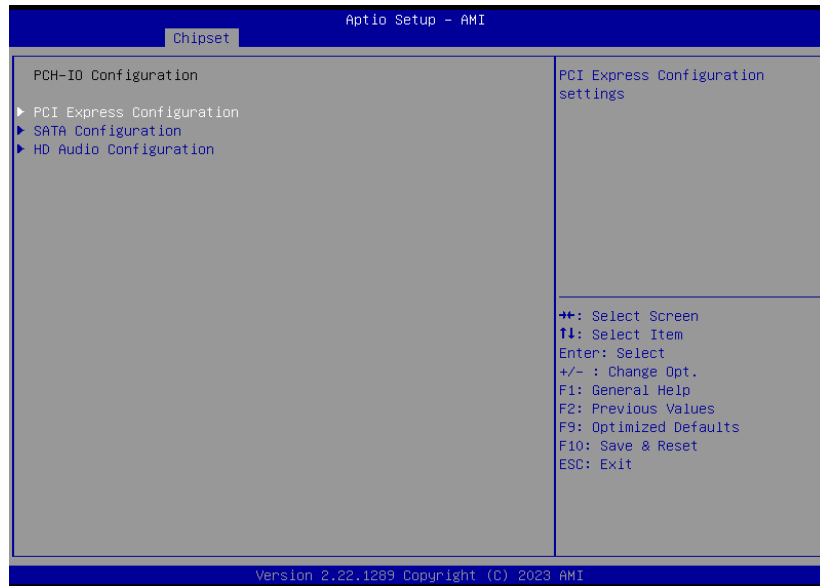 Aptio Setup – AMI
Chipset
PCH-IO Configuration
PCI Express Configuration
SATA Configuration
HD Audio Configuration
PCI Express Configuration
settings
→←: Select Screen
↑↓: Select Item
Enter: Select
+/- : Change Opt.
F1: General Help
F2: Previous Values
F9: Optimized Defaults
F10: Save & Reset
ESC: Exit
Version 2.22.1289 Copyright (C) 2023 AMI